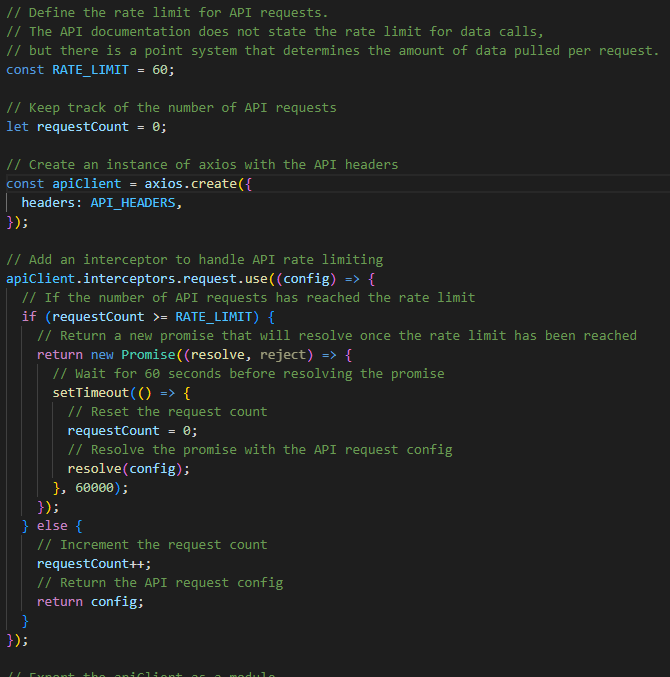 // Define the rate limit for API requests.
// The API documentation does not state the rate limit for data calls,
// but there is a point system that determines the amount of data pulled per request.
const RATE_LIMIT = 60;

// Keep track of the number of API requests
let requestCount = 0;

// Create an instance of axios with the API headers
const apiClient = axios.create({
  headers: API_HEADERS,
});

// Add an interceptor to handle API rate limiting
apiClient.interceptors.request.use((config) => {
  // If the number of API requests has reached the rate limit
  if (requestCount >= RATE_LIMIT) {
    // Return a new promise that will resolve once the rate limit has been reached
    return new Promise((resolve, reject) => {
      // Wait for 60 seconds before resolving the promise
      setTimeout(() => {
        // Reset the request count
        requestCount = 0;
        // Resolve the promise with the API request config
        resolve(config);
      }, 60000);
    });
  } else {
    // Increment the request count
    requestCount++;
    // Return the API request config
    return config;
  }
});

// Export the apiClient as a module